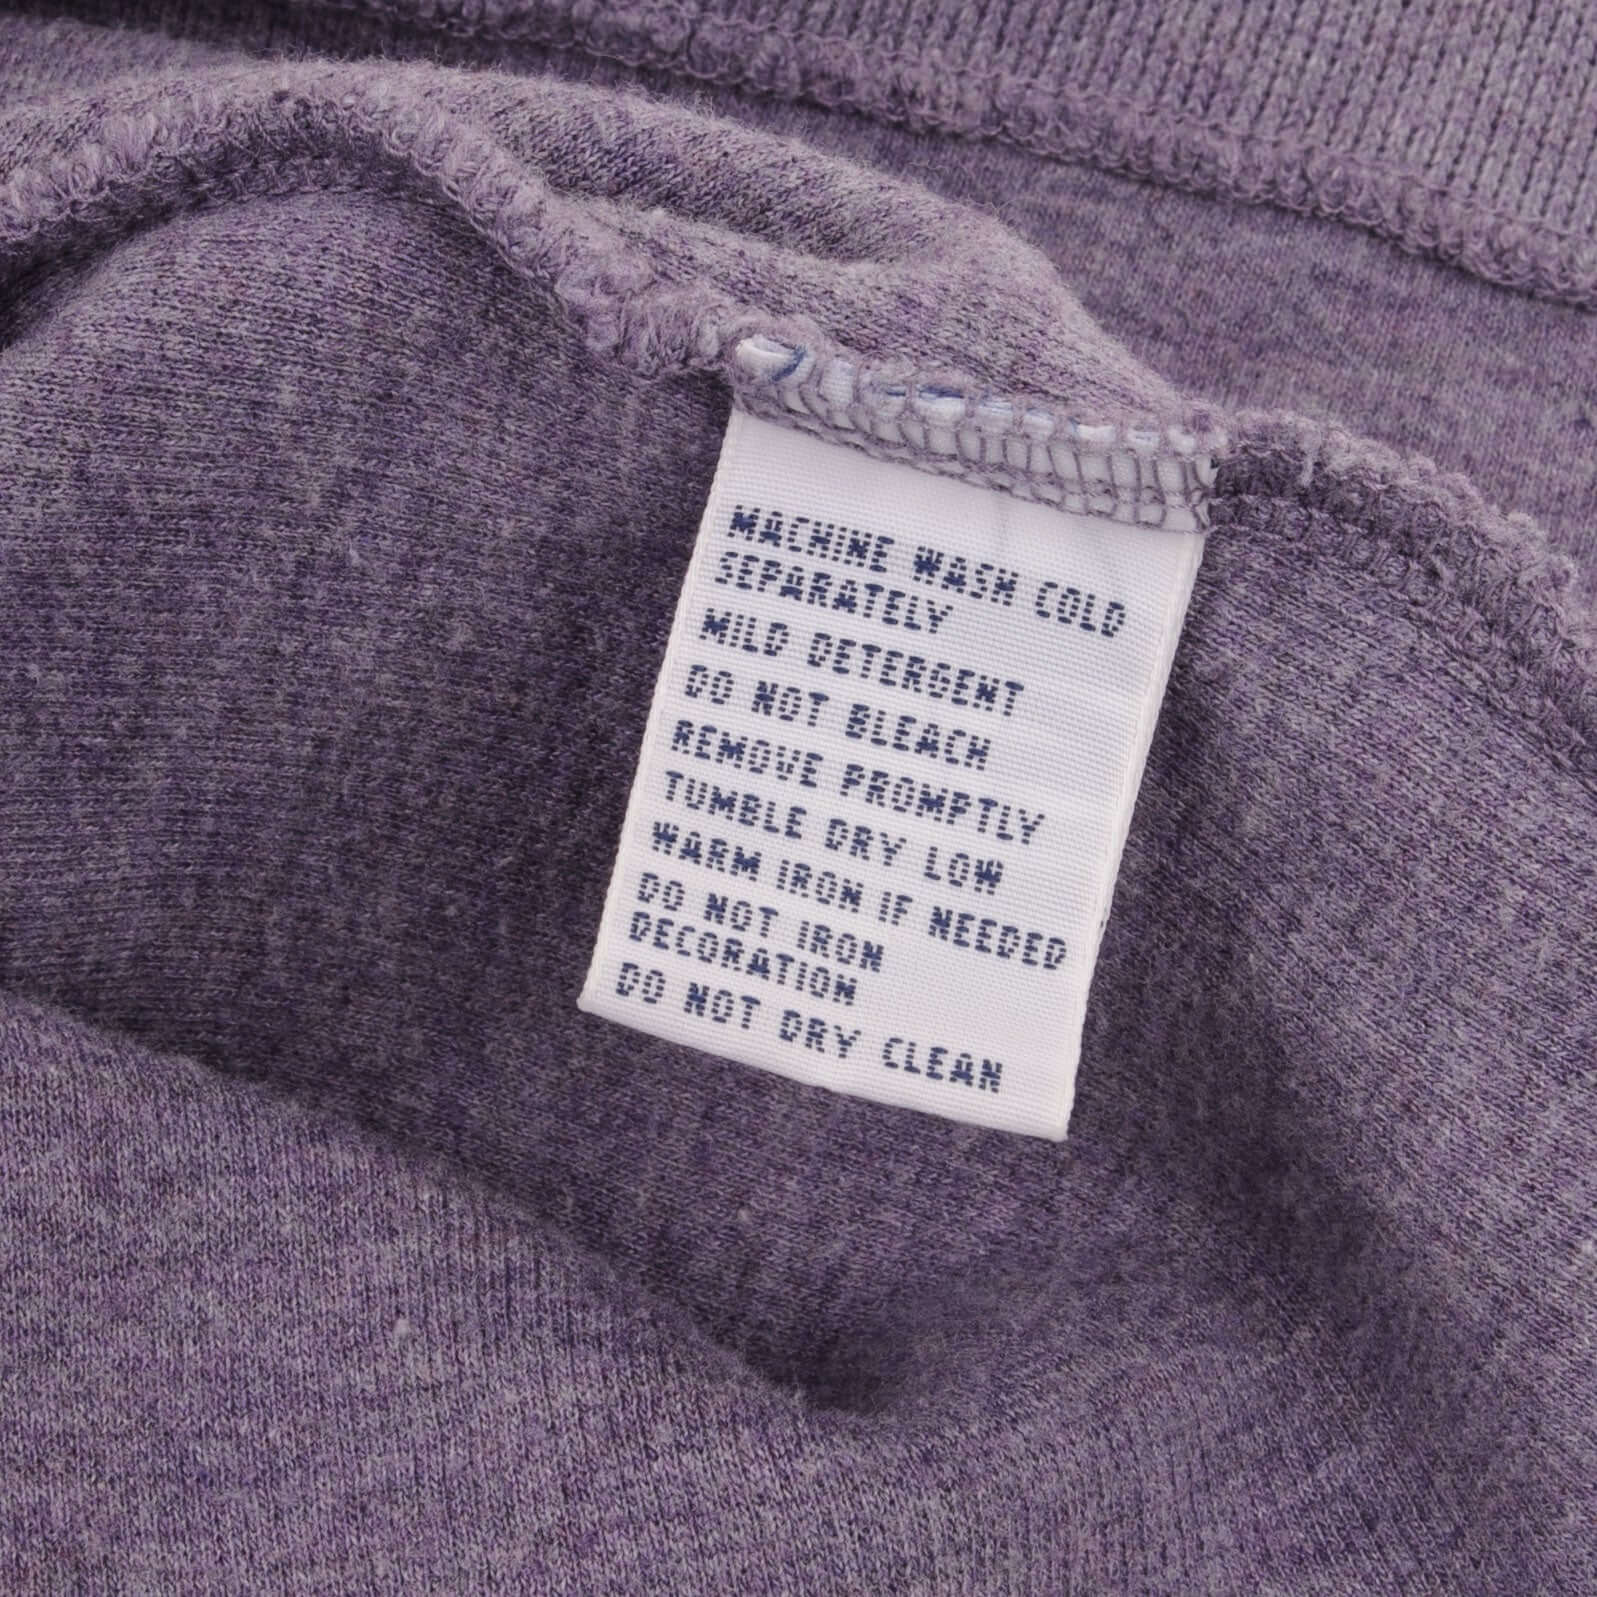 MACHINE WASH COLD
SEPARATELY
MILD DETERGENT
DO NOT BLEACH
REMOVE PROMPTLY
TUMBLE DRY LOW
WARM IRON IF NEEDED
DO NOT IRON
DECORATION
DO NOT DRY CLEAN